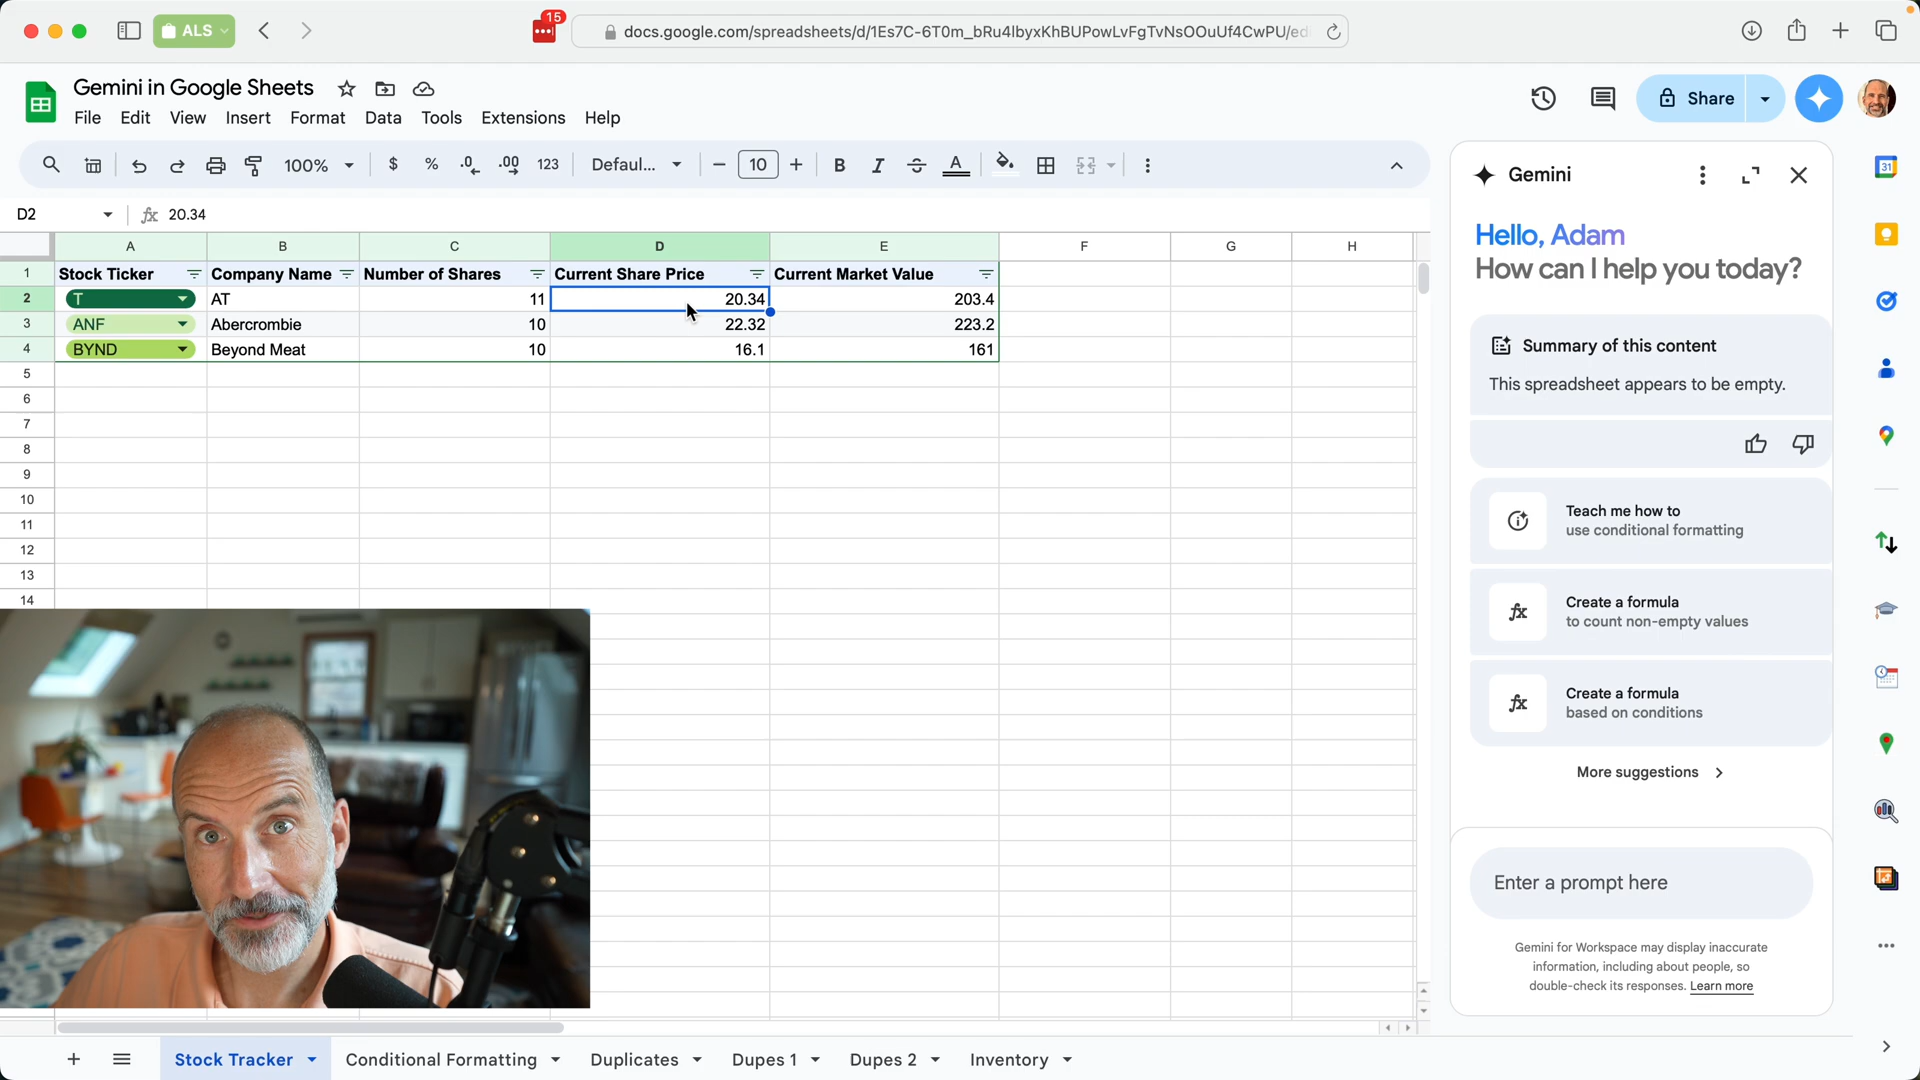 ALS
15
docs.google.com/spreadsheets/d/1Es7C-6T0m_bRu4lbyxKhBUPowLvFgTvNsOOuUf4CwPU/ed
Gemini in Google Sheets
File Edit View Insert Format Data Tools Extensions Help
Share
100% $ % .0 .00 123 Defaul... − 10 + B I S A
D2 fx 20.34
A B C D E F G H
1 Stock Ticker Company Name Number of Shares Current Share Price Current Market Value
2 T AT 11 20.34 203.4
3 ANF Abercrombie 10 22.32 223.2
4 BYND Beyond Meat 10 16.1 161
5
6
7
8
9
10
11
12
13
14
Gemini
Hello, Adam
How can I help you today?
Summary of this content
This spreadsheet appears to be empty.
Teach me how to
use conditional formatting
fx Create a formula
to count non-empty values
fx Create a formula
based on conditions
More suggestions
Enter a prompt here
Gemini for Workspace may display inaccurate
information, including about people, so
double-check its responses. Learn more
31
Stock Tracker Conditional Formatting Duplicates Dupes 1 Dupes 2 Inventory